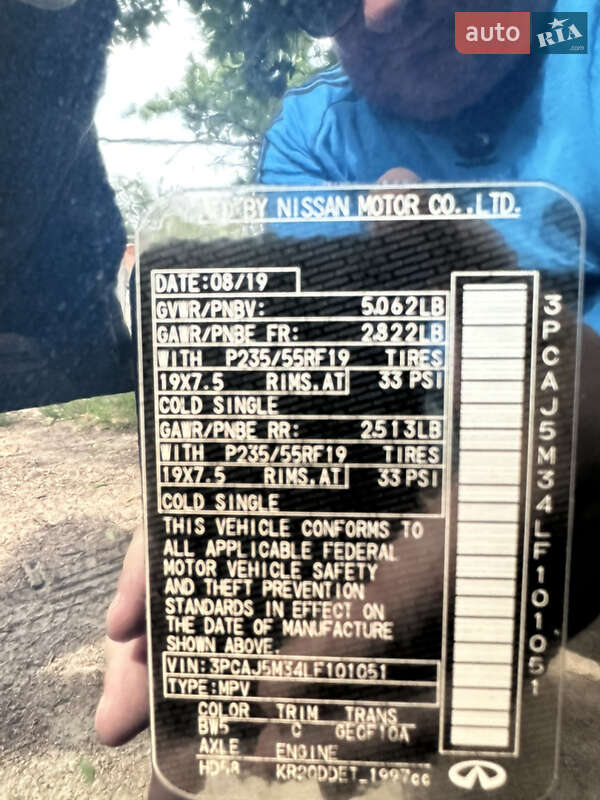 auto RIA .com
BY NISSAN MOTOR CO.,LTD.
DATE:08/19
GVWR/PNBV: 5062LB
GAWR/PNBE FR: 2822LB
WITH P235/55RF19 TIRES
19X7.5 RIMS,AT 33 PSI
COLD SINGLE
GAWR/PNBE RR: 2513LB
WITH P235/55RF19 TIRES
19X7.5 RIMS,AT 33 PSI
COLD SINGLE
THIS VEHICLE CONFORMS TO
ALL APPLICABLE FEDERAL
MOTOR VEHICLE SAFETY
AND THEFT PREVENTION
STANDARDS IN EFFECT ON
THE DATE OF MANUFACTURE
SHOWN ABOVE.
VIN:3PCAJ5M34LF101051
TYPE:MPV
COLOR TRIM TRANS
BW5 C GECF10A
AXLE ENGINE
HD58 KR20DDET_1997cc
3PCAJ5M34LF101051